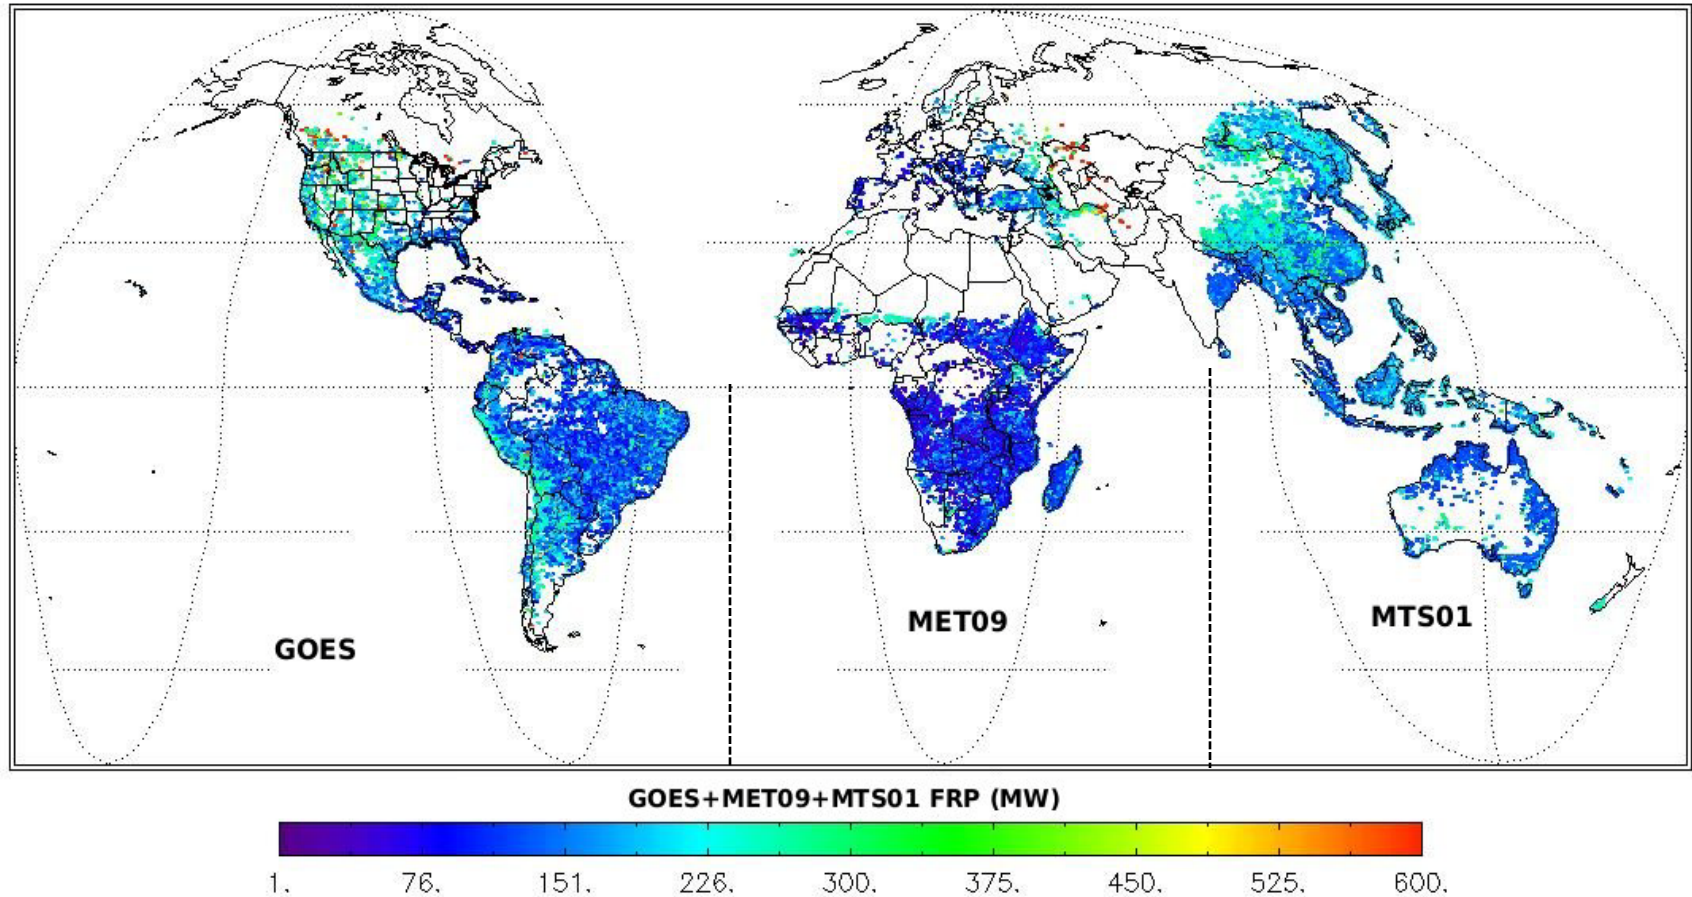 GOES
MET09
MTS01
GOES+MET09+MTS01 FRP (MW)
1. 76. 151. 226. 300. 375. 450. 525. 600.